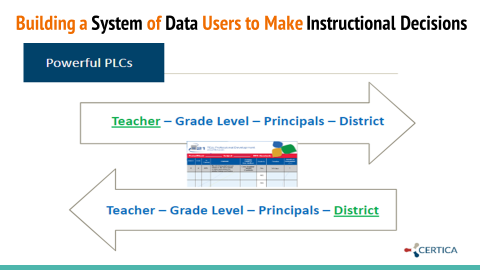 Building a System of Data Users to Make Instructional Decisions
Powerful PLCs
Teacher – Grade Level – Principals – District
Teacher – Grade Level – Principals – District
CERTICA